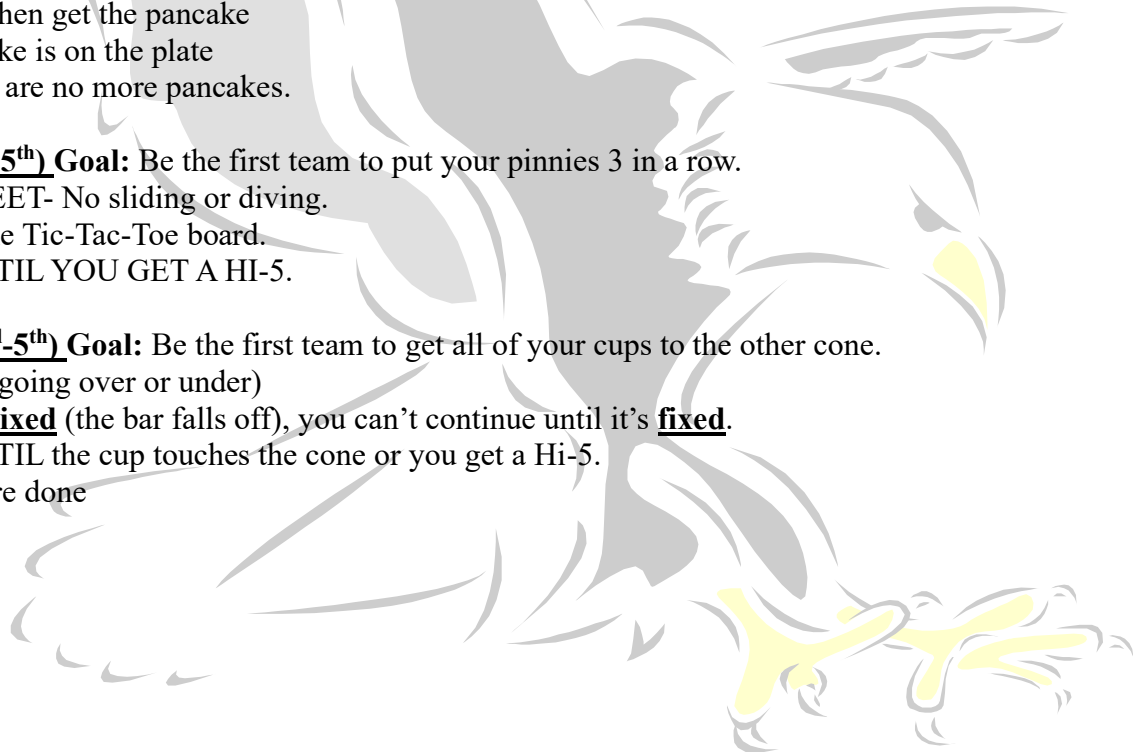 hen get the pancake
ke is on the plate
are no more pancakes.
5th) Goal: Be the first team to put your pinnies 3 in a row.
EET- No sliding or diving.
e Tic-Tac-Toe board.
TIL YOU GET A HI-5.
-5th) Goal: Be the first team to get all of your cups to the other cone.
going over or under)
ixed (the bar falls off), you can’t continue until it’s fixed.
TIL the cup touches the cone or you get a Hi-5.
re done